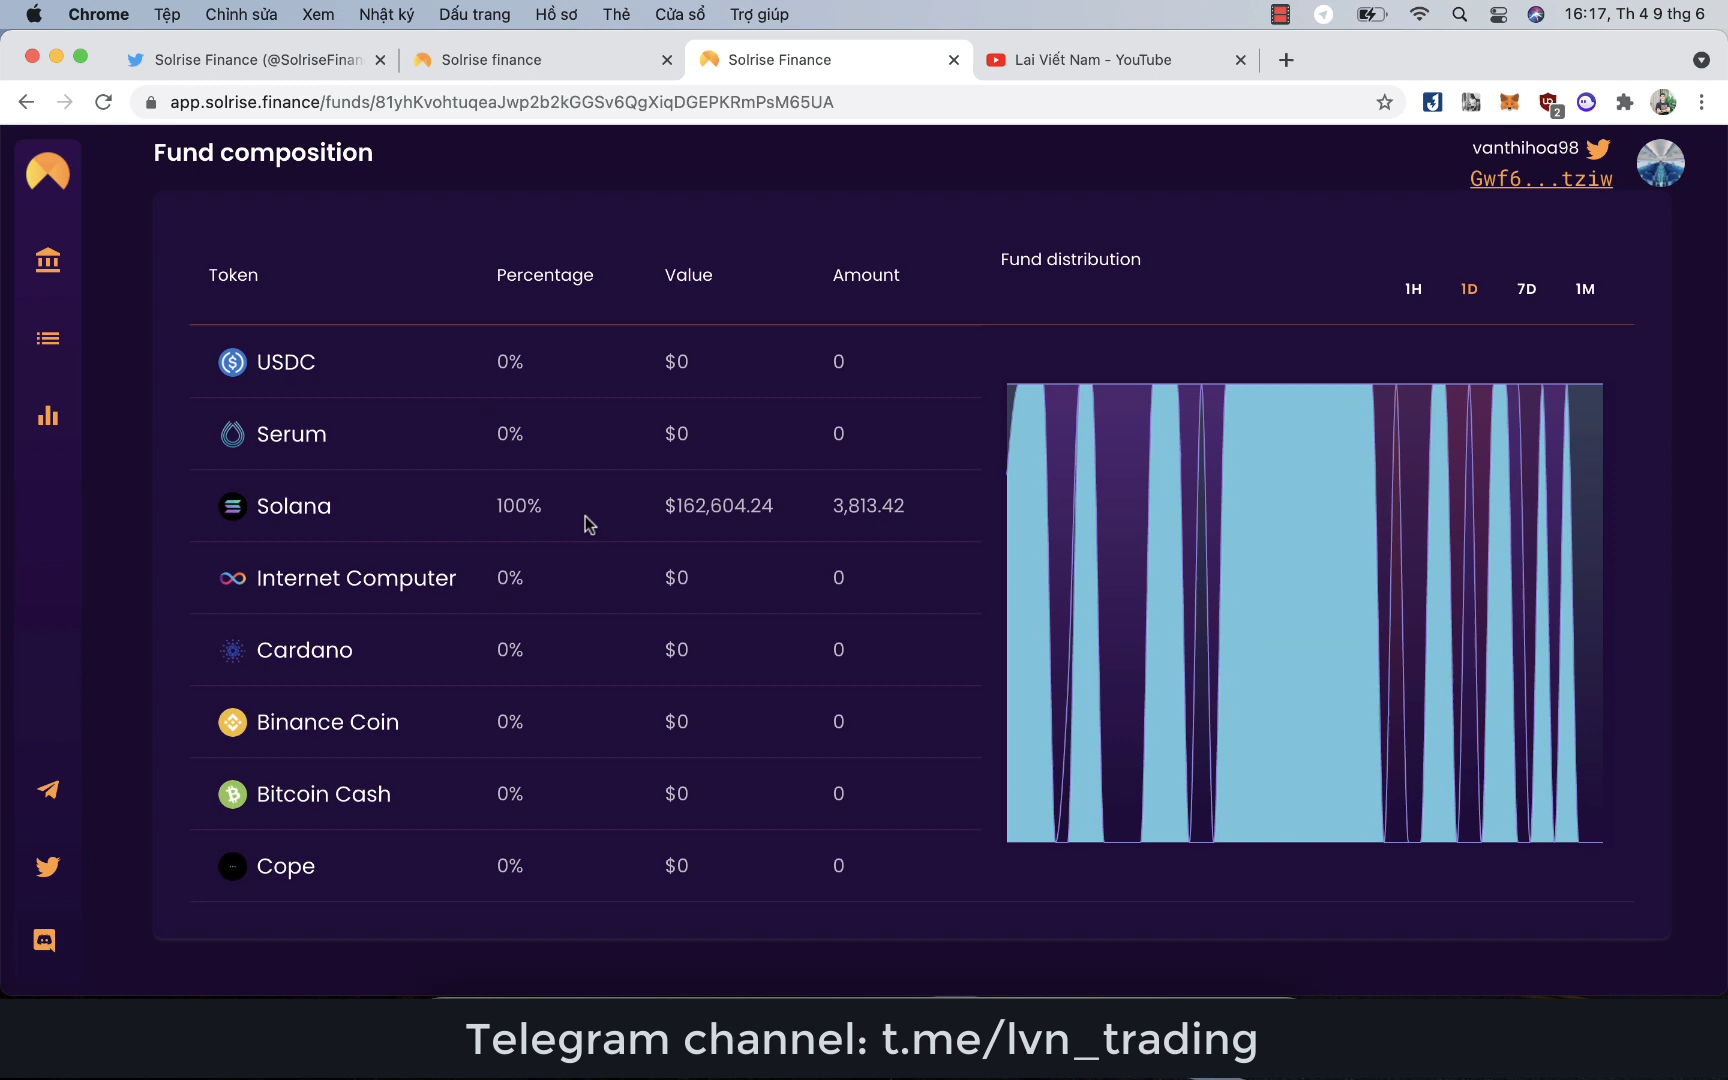 Chrome Tệp Chỉnh sửa Xem Nhật ký Dấu trang Hồ sơ Thẻ Cửa sổ Trợ giúp 16:17, Th 4 9 thg 6
Solrise Finance (@SolriseFinan Solrise finance Solrise Finance Lai Việt Nam - YouTube
app.solrise.finance/funds/81yhKvohtuqeaJwp2b2kGGSv6QgXiqDGEPKRmPsM65UA 2
Fund composition
vanthihoa98
Gwf6...tziw
Token Percentage Value Amount
Fund distribution
1H 1D 7D 1M
USDC 0% $0 0
Serum 0% $0 0
Solana 100% $162,604.24 3,813.42
Internet Computer 0% $0 0
Cardano 0% $0 0
Binance Coin 0% $0 0
Bitcoin Cash 0% $0 0
Cope 0% $0 0
Telegram channel: t.me/lvn_trading